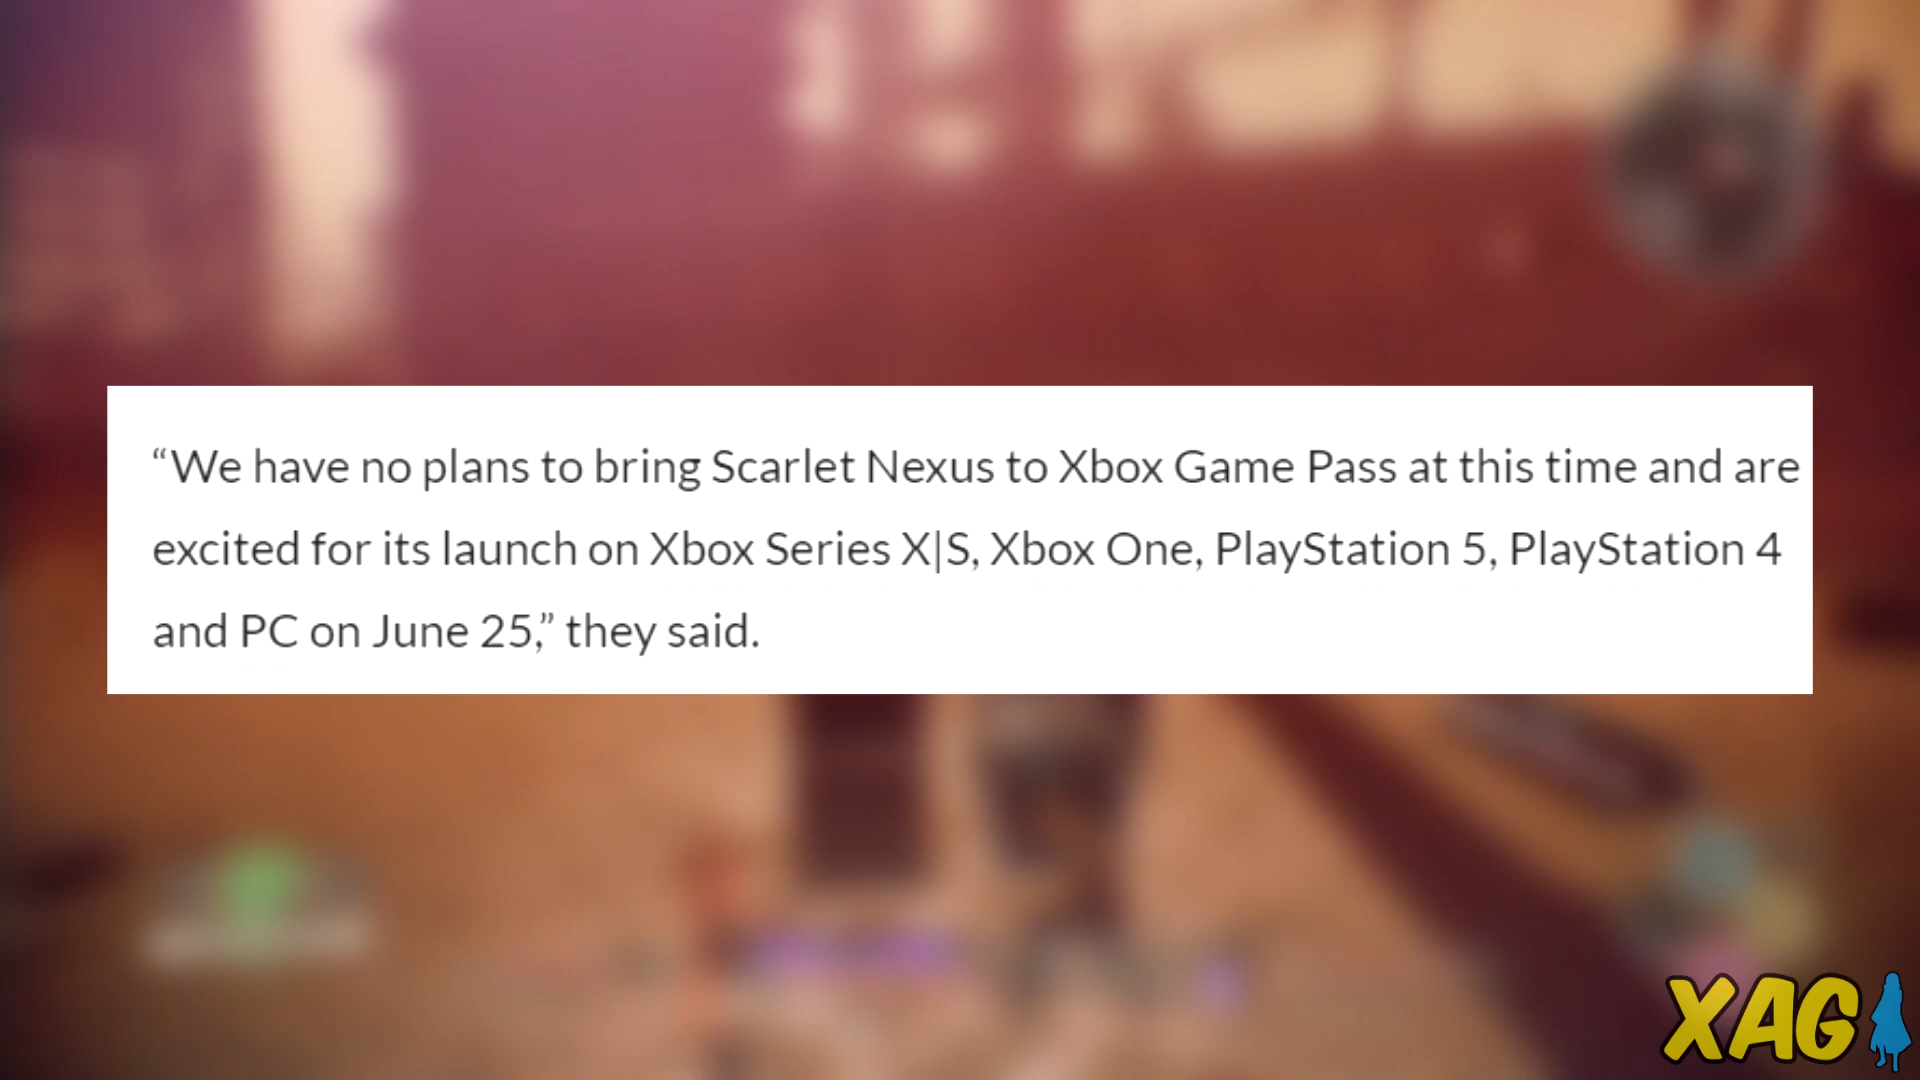 “We have no plans to bring Scarlet Nexus to Xbox Game Pass at this time and are
excited for its launch on Xbox Series X|S, Xbox One, PlayStation 5, PlayStation 4
and PC on June 25,” they said.
XAG